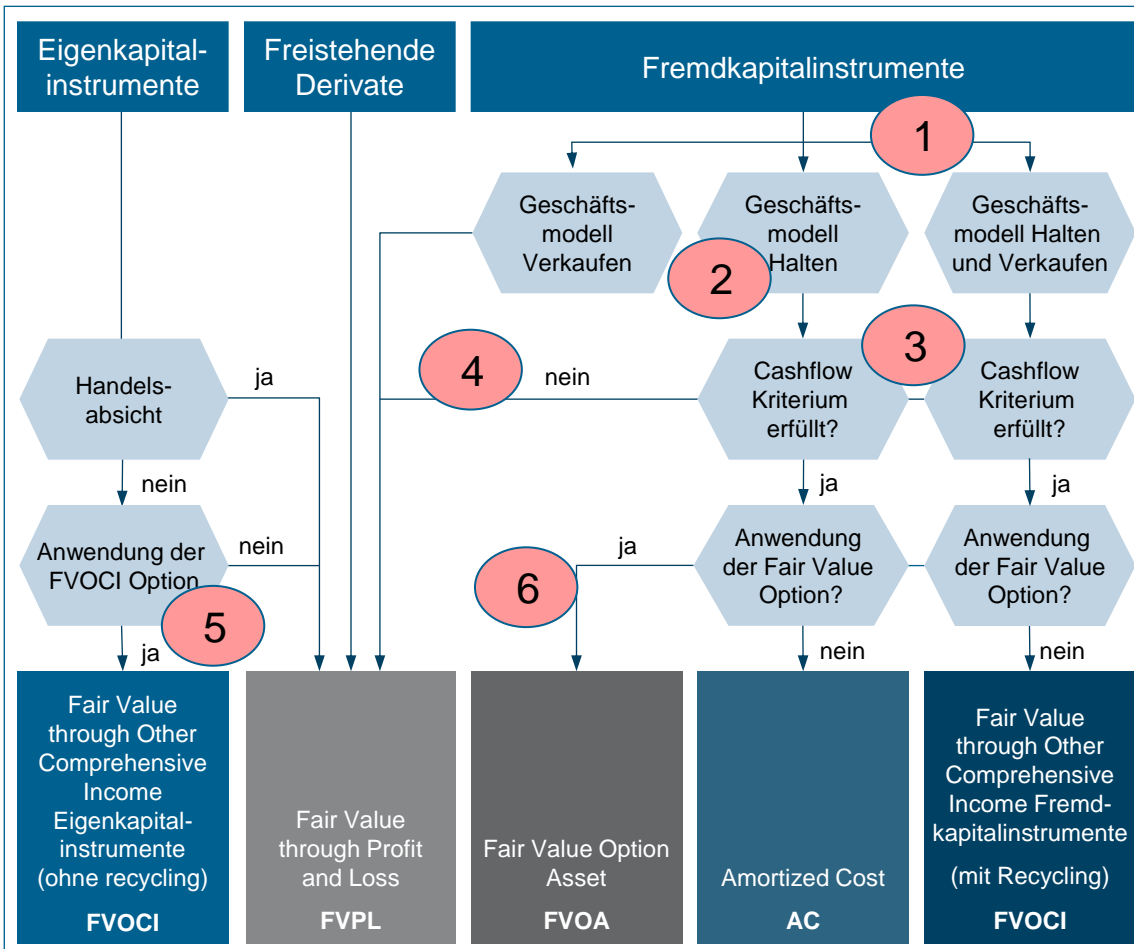 Eigenkapital-
instrumente
Freistehende
Derivate
Fremdkapitalinstrumente
1
Geschäfts-
modell
Verkaufen
Geschäfts-
modell
Halten
Geschäfts-
modell Halten
und Verkaufen
2
3
4
Handels-
absicht
ja
nein
nein
Cashflow
Kriterium
erfüllt?
Cashflow
Kriterium
erfüllt?
ja
ja
Anwendung der
FVOCI Option
nein
5
ja
ja
6
Anwendung
der Fair Value
Option?
Anwendung
der Fair Value
Option?
nein
nein
Fair Value
through Other
Comprehensive
Income
Eigenkapital-
instrumente
(ohne recycling)
FVOCI
Fair Value
through Profit
and Loss
FVPL
Fair Value Option
Asset
FVOA
Amortized Cost
AC
Fair Value
through Other
Comprehensive
Income Fremd-
kapitalinstrumente
(mit Recycling)
FVOCI